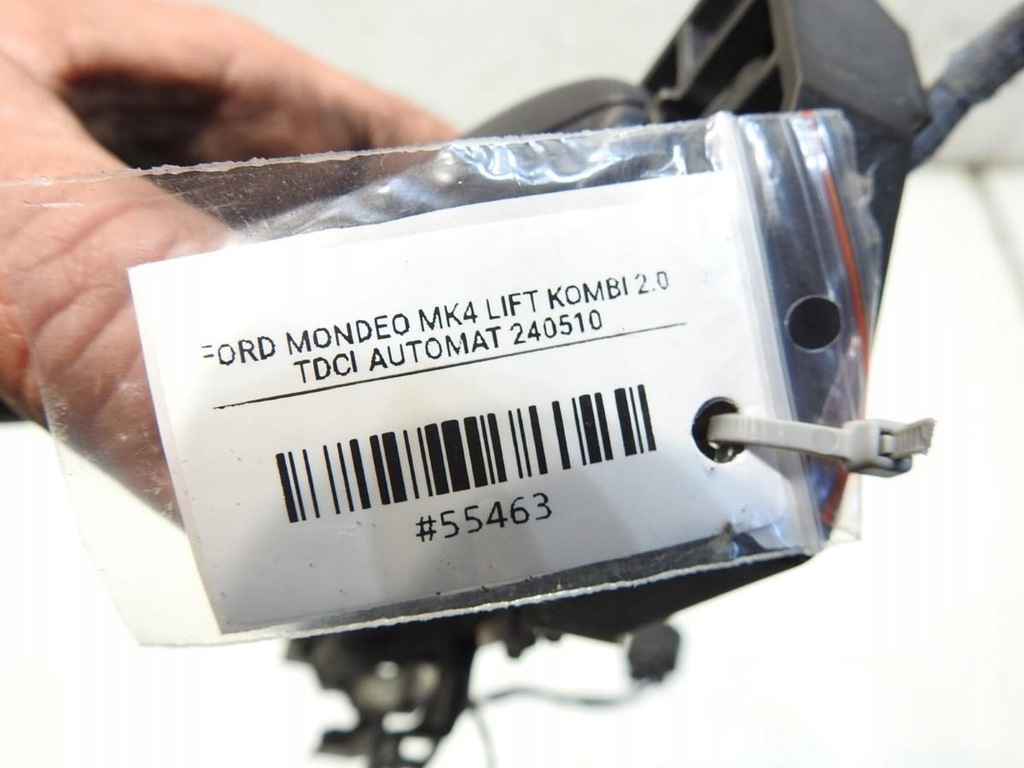 FORD MONDEO MK4 LIFT KOMBI 2.0
TDCI AUTOMAT 240510
#55463